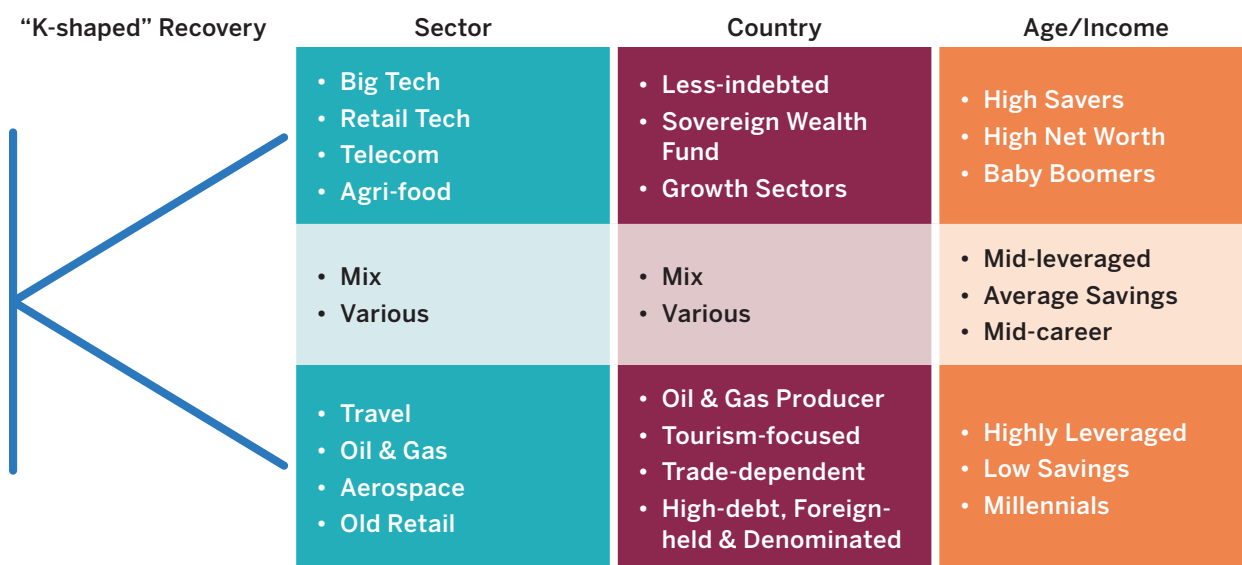 “K-shaped” Recovery
Sector
Country
Age/Income
• Big Tech
• Retail Tech
• Telecom
• Agri-food
• Less-indebted
• Sovereign Wealth
Fund
• Growth Sectors
• High Savers
• High Net Worth
• Baby Boomers
• Mix
• Various
• Mix
• Various
• Mid-leveraged
• Average Savings
• Mid-career
• Travel
• Oil & Gas
• Aerospace
• Old Retail
• Oil & Gas Producer
• Tourism-focused
• Trade-dependent
• High-debt, Foreign-
held & Denominated
• Highly Leveraged
• Low Savings
• Millennials